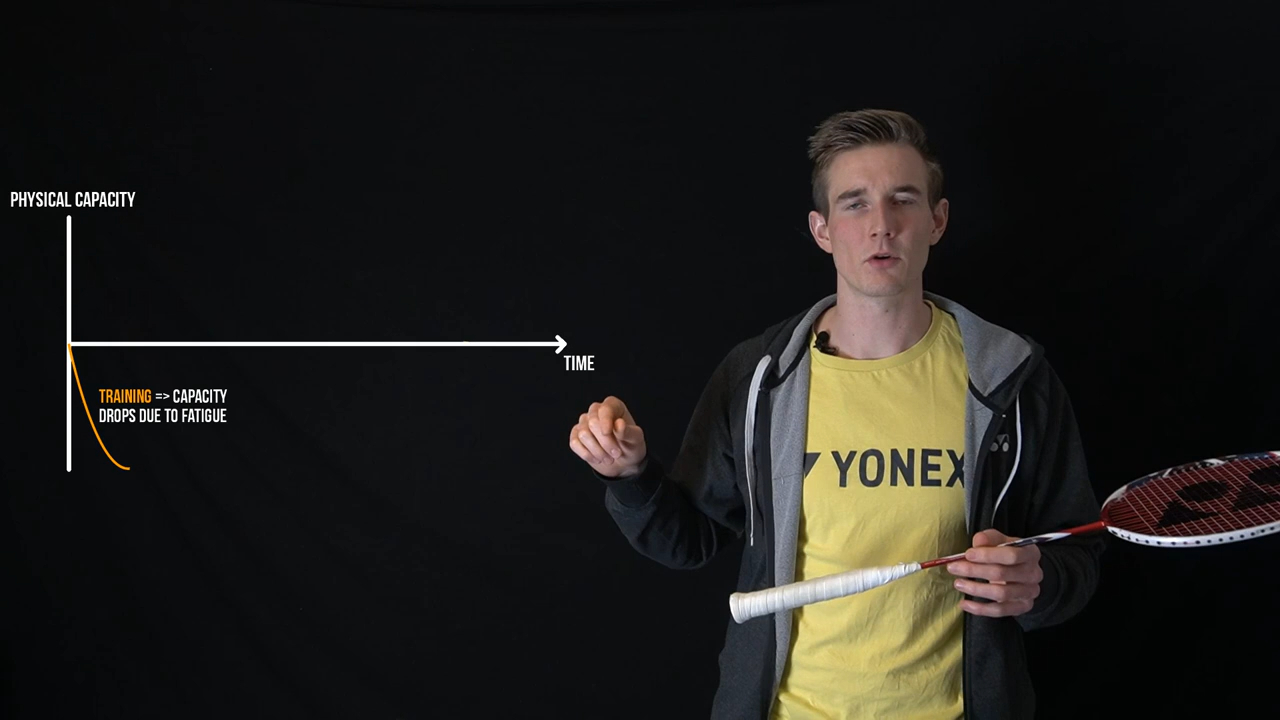 PHYSICAL CAPACITY
TIME
TRAINING => CAPACITY
DROPS DUE TO FATIGUE
YONEX